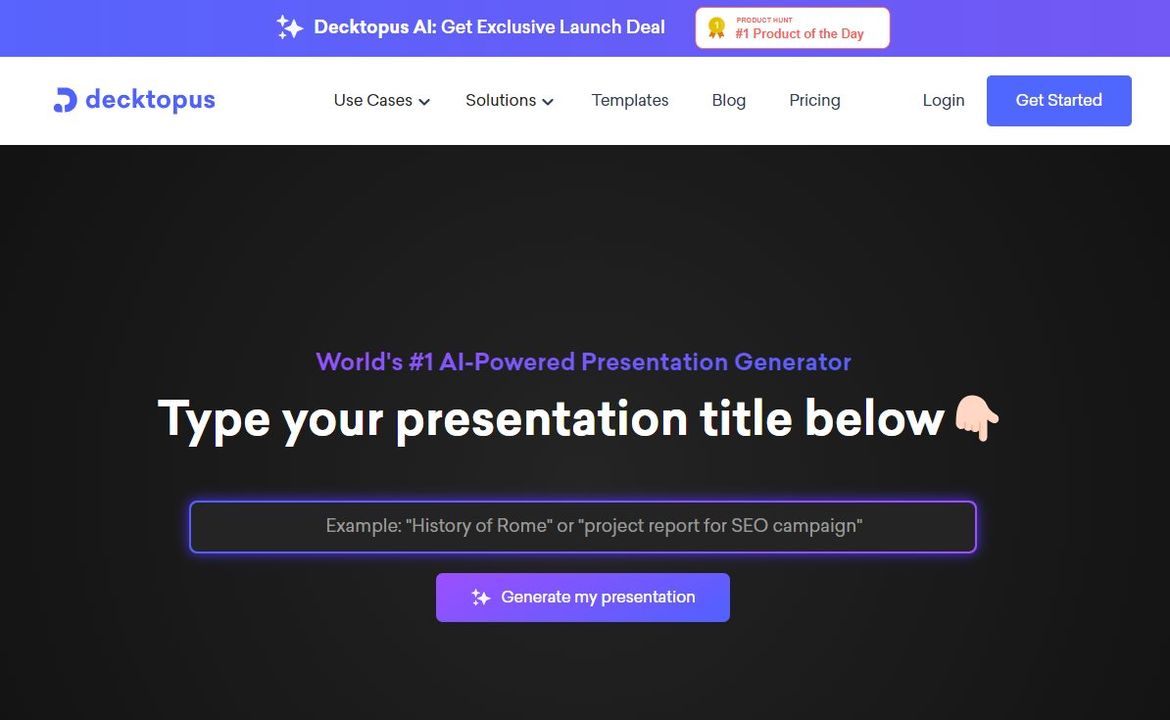 Decktopus AI: Get Exclusive Launch Deal
1
PRODUCT HUNT
#1 Product of the Day
decktopus
Use Cases Solutions Templates Blog Pricing Login Get Started
World's #1 AI-Powered Presentation Generator
Type your presentation title below
Example: "History of Rome" or "project report for SEO campaign"
Generate my presentation